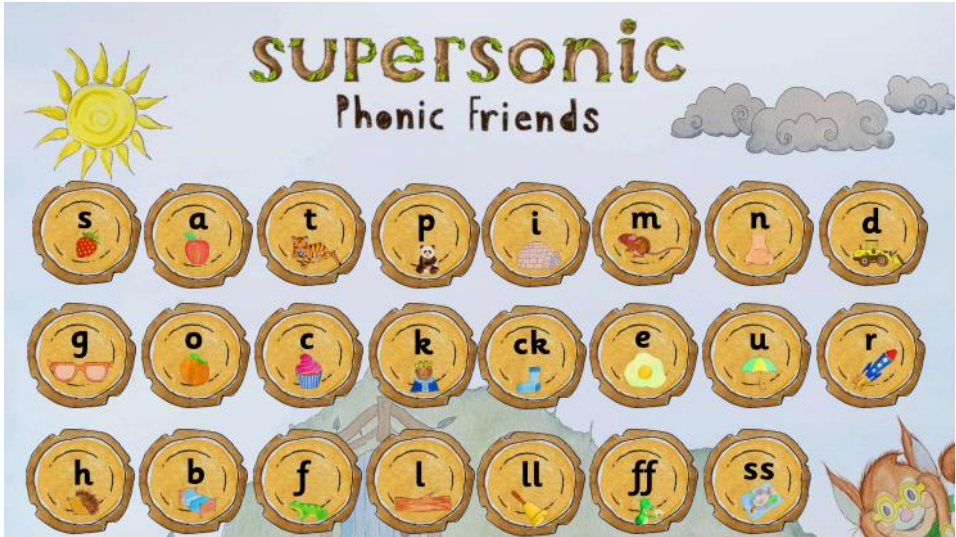 supersonic
Phonic Friends
s a t p i m n d
g o c k ck e u r
h b f l ll ff ss